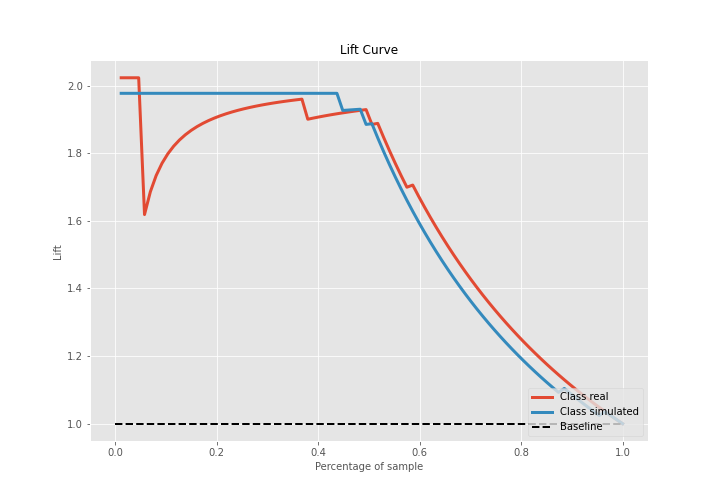 Lift Curve
Lift
2.0
1.8
1.6
1.4
1.2
1.0
0.0
0.2
0.4
0.6
0.8
1.0
Percentage of sample
Class real
Class simulated
Baseline